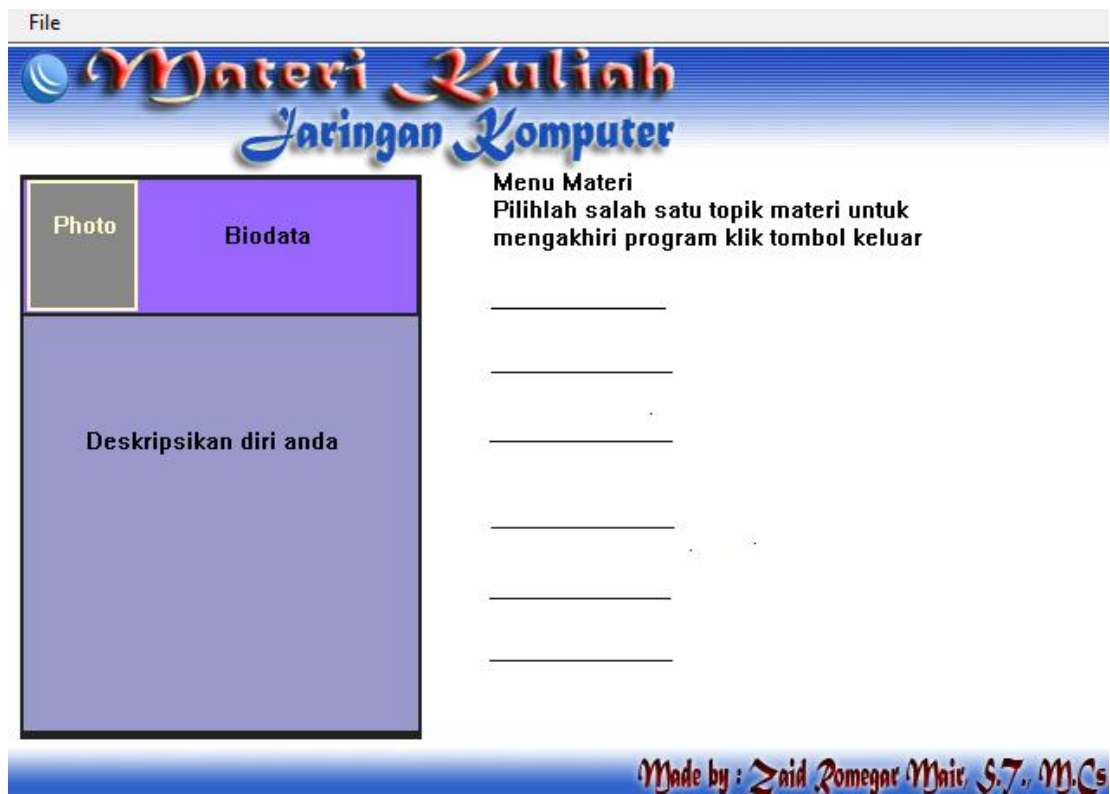 File
Materi Kuliah
Jaringan Komputer
Photo
Biodata
Deskripsikan diri anda
Menu Materi
Pilihlah salah satu topik materi untuk
mengakhiri program klik tombol keluar
Made by : Zaid Romegar Mair, S.T., M.Cs